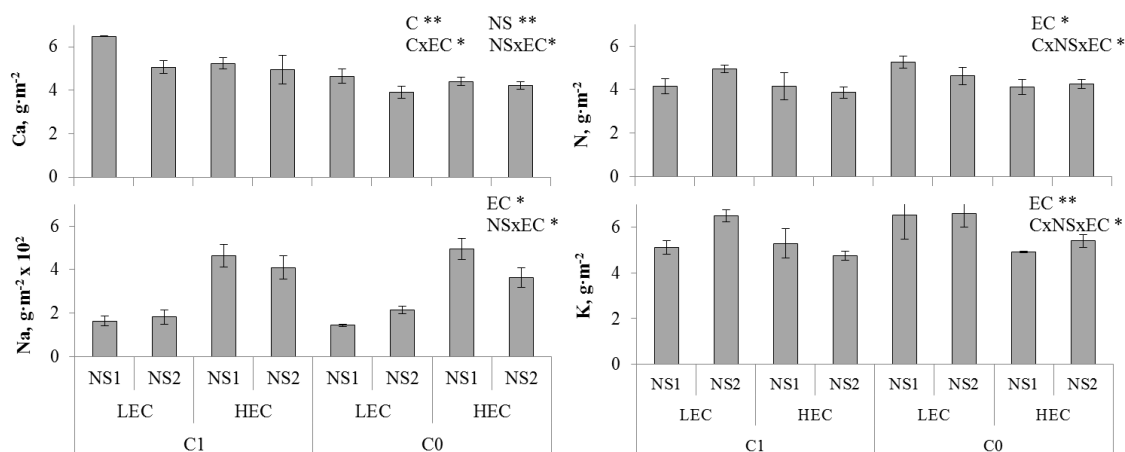 C ** NS **
CxEC * NSxEC*
Ca, g·m⁻²
6
4
2
0
EC *
CxNSxEC *
N, g·m⁻²
6
4
2
0
EC *
NSxEC *
Na, g·m⁻² x 10²
6
4
2
0
NS1 NS2 NS1 NS2 NS1 NS2 NS1 NS2
LEC HEC LEC HEC
C1 C0
EC **
CxNSxEC *
K, g·m⁻²
6
4
2
0
NS1 NS2 NS1 NS2 NS1 NS2 NS1 NS2
LEC HEC LEC HEC
C1 C0